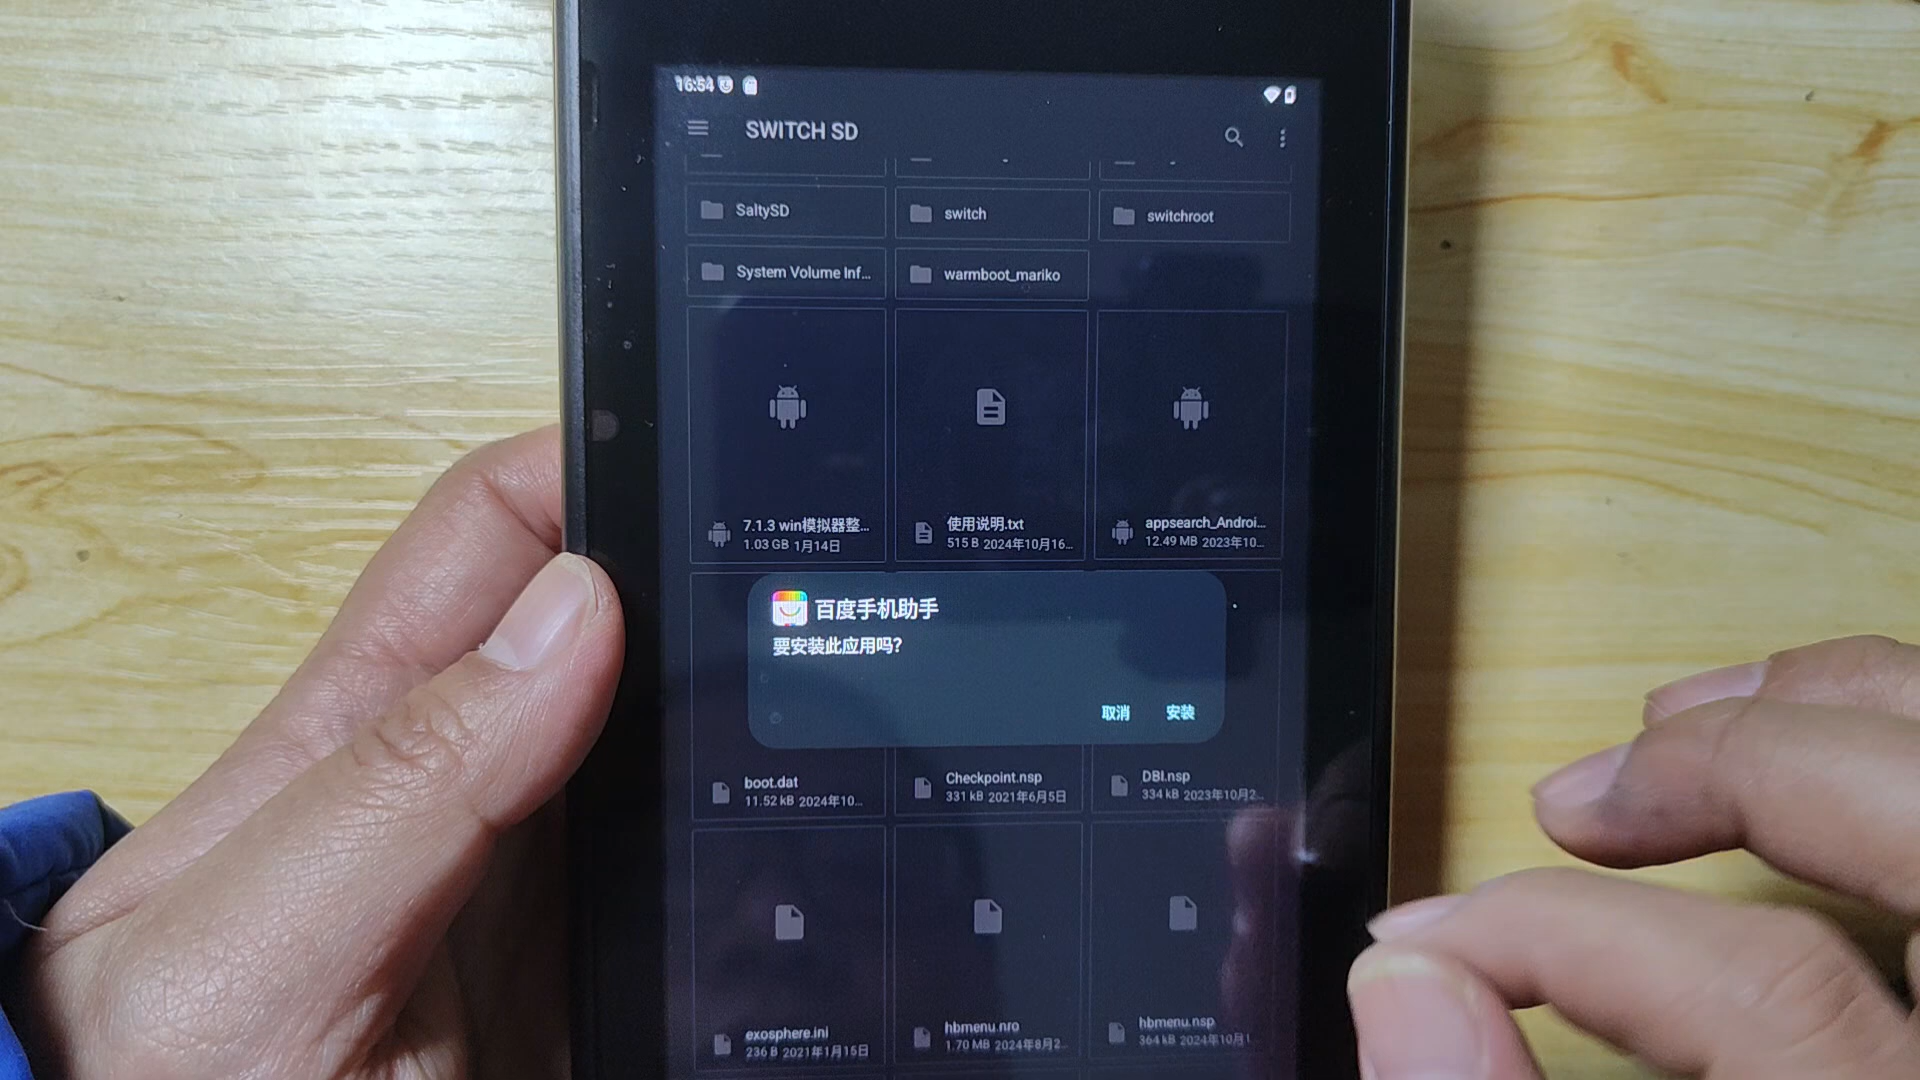 16:54
SWITCH SD
SaltySD
switch
switchroot
System Volume Inf...
warmboot_mariko
7.1.3 win模拟器整...
1.03 GB 1月14日
使用说明.txt
515 B 2024年10月16...
appsearch_Androi...
12.49 MB 2023年10...
百度手机助手
要安装此应用吗?
取消
安装
boot.dat
11.52 kB 2024年10...
Checkpoint.nsp
331 kB 2021年6月5日
DBI.nsp
334 kB 2023年10月2...
exosphere.ini
236 B 2021年1月15日
hbmenu.nro
1.70 MB 2024年8月2...
hbmenu.nsp
364 kB 2024年10月1